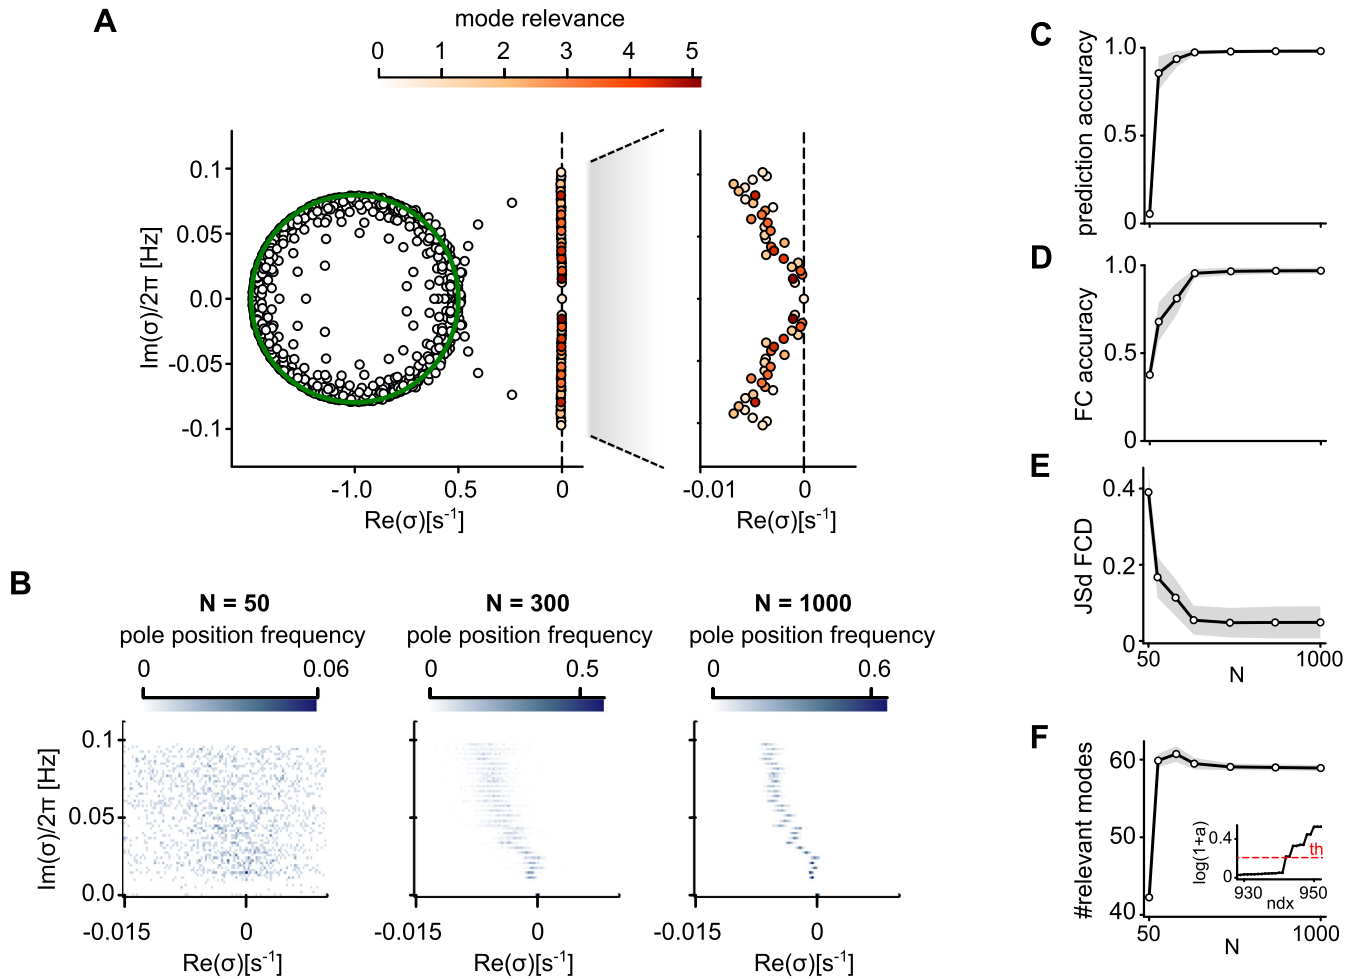 A
mode relevance
0 1 2 3 4 5
0.1
0.05
0.0
-0.05
-0.1
Im(σ)/2π [Hz]
-1.0 0.5 0
Re(σ)[s-1]
-0.01 0
Re(σ)[s-1]
B
N = 50
pole position frequency
0 0.06
N = 300
pole position frequency
0 0.5
N = 1000
pole position frequency
0 0.6
0.1
0.05
0.0
Im(σ)/2π [Hz]
-0.015 0
Re(σ)[s-1]
-0.015 0
Re(σ)[s-1]
-0.015 0
Re(σ)[s-1]
C
prediction accuracy
1.0
0.5
0
D
FC accuracy
1.0
0.5
0
E
JSd FCD
0.4
0.2
0
50 1000
N
F
#relevant modes
60
50
40
log(1+a)
0.4
0
th
930 950
ndx
50 1000
N